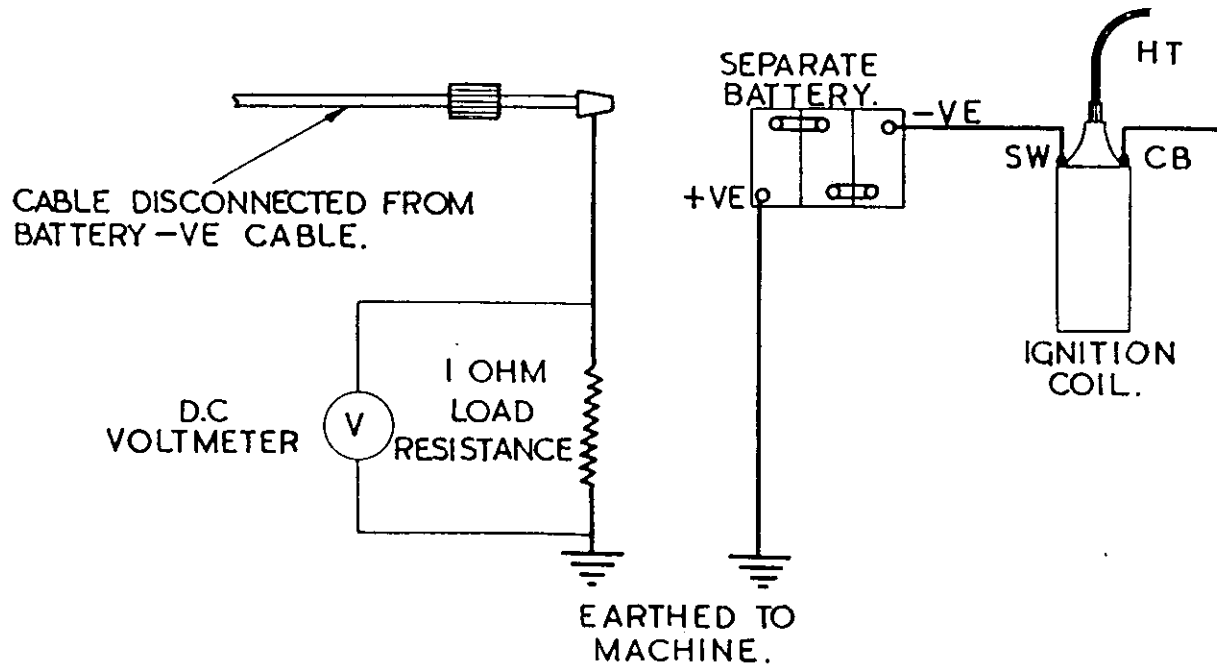 HT
SEPARATE
BATTERY.
-VE
SW
CB
+VE
CABLE DISCONNECTED FROM
BATTERY -VE CABLE.
IGNITION
COIL.
1 OHM
LOAD
RESISTANCE
D.C
VOLTMETER
V
EARTHED TO
MACHINE.